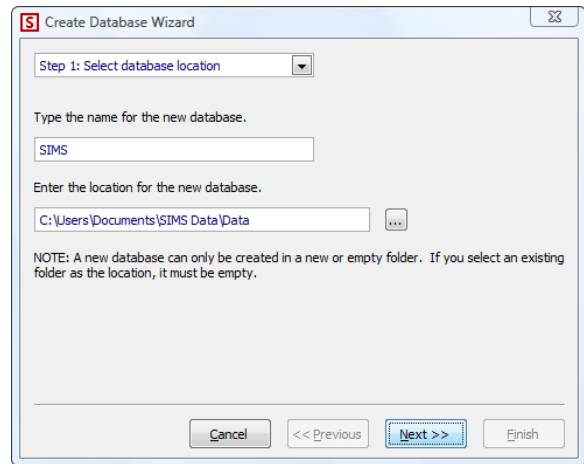 S Create Database Wizard
Step 1: Select database location
Type the name for the new database.
SIMS
Enter the location for the new database.
C:\Users\Documents\SIMS Data\Data
...
NOTE: A new database can only be created in a new or empty folder.  If you select an existing
folder as the location, it must be empty.
Cancel << Previous Next >> Finish